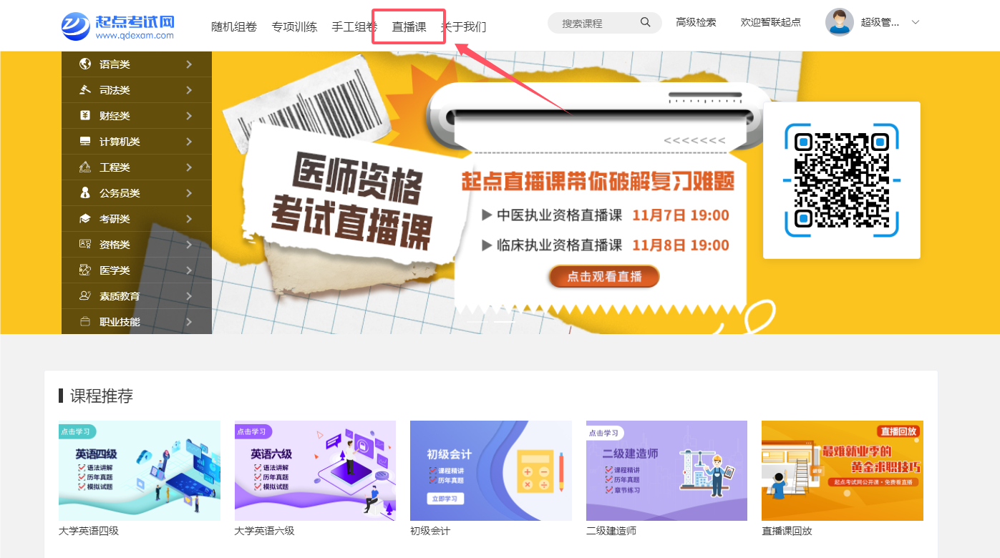 起点考试网
www.qdexam.com
随机组卷 专项训练 手工组卷 直播课 关于我们
搜索课程
高级检索 欢迎智联起点 超级管...
语言类
司法类
财经类
计算机类
工程类
公务员类
考研类
资格类
医学类
素质教育
职业技能
医师资格
考试直播课
<<<<<<<
起点直播课带你破解复习难题
▶中医执业资格直播课 11月7日 19:00
▶临床执业资格直播课 11月8日 19:00
点击观看直播
课程推荐
点击学习
英语四级
语法讲解
历年真题
模拟试题
大学英语四级
点击学习
英语六级
语法讲解
历年真题
模拟试题
大学英语六级
初级会计
课程精讲
历年真题
立即学习
初级会计
点击学习
二级建造师
课程精讲
历年真题
章节练习
二级建造师
直播回放
最难就业季的
黄金求职技巧
起点考试网公开课·免费看直播
直播课回放